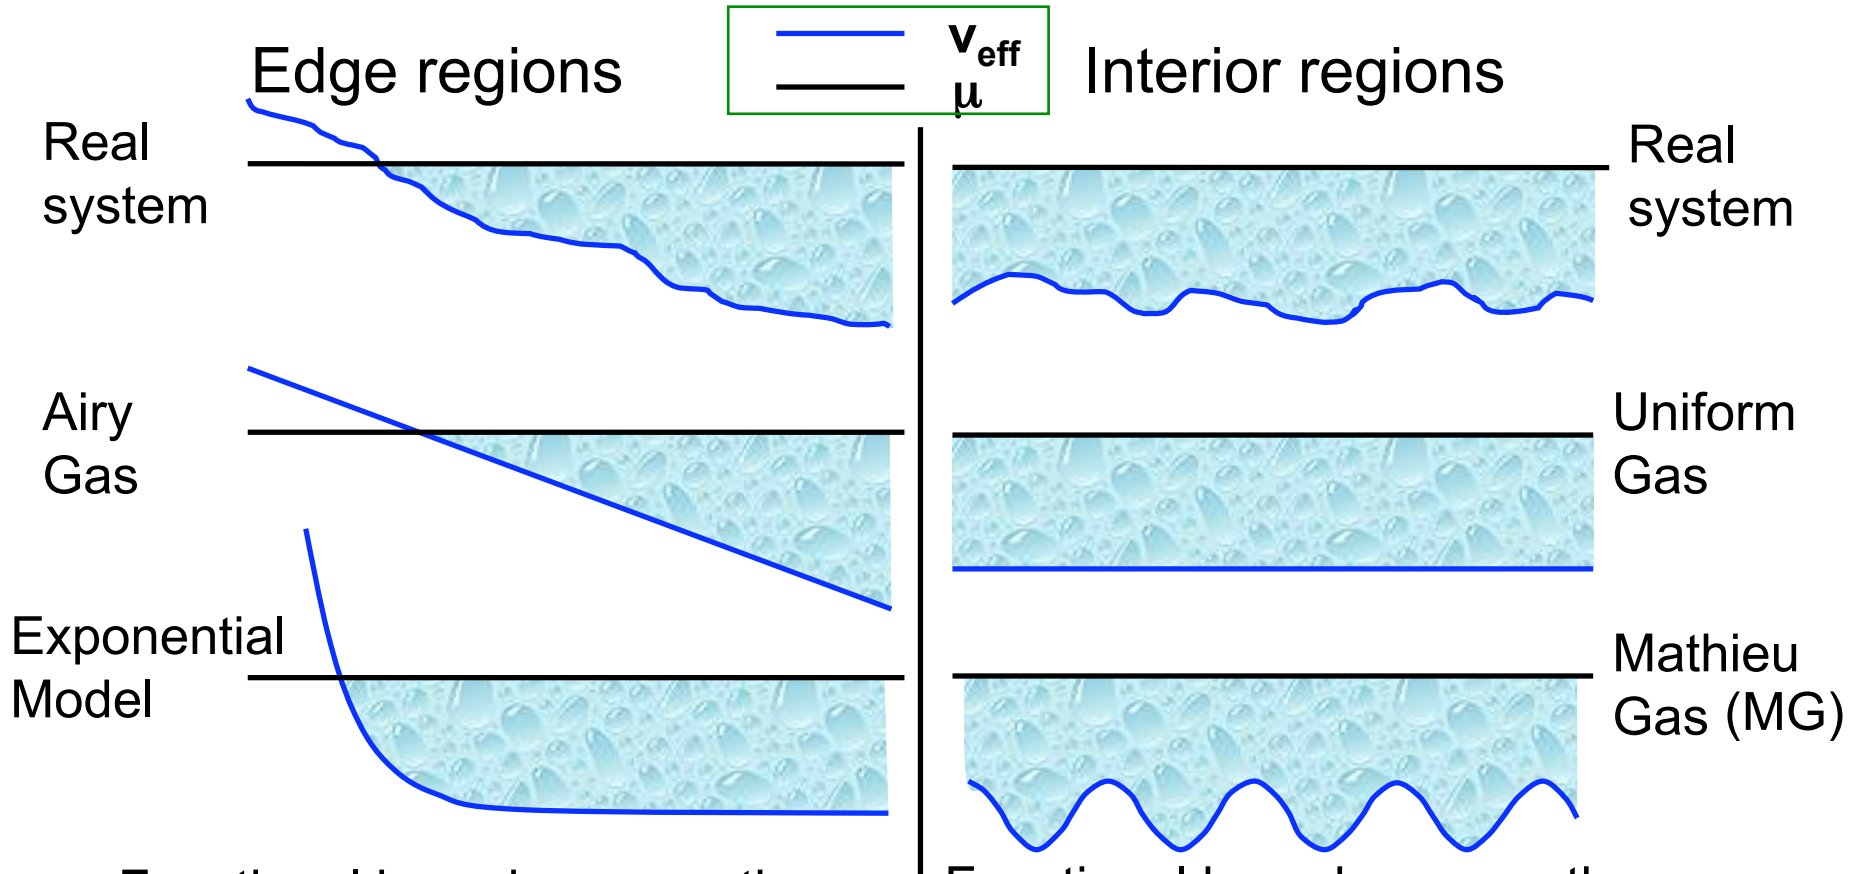 Edge regions
v_eff
μ
Interior regions
Real
system
Real
system
Airy
Gas
Uniform
Gas
Exponential
Model
Mathieu
Gas (MG)